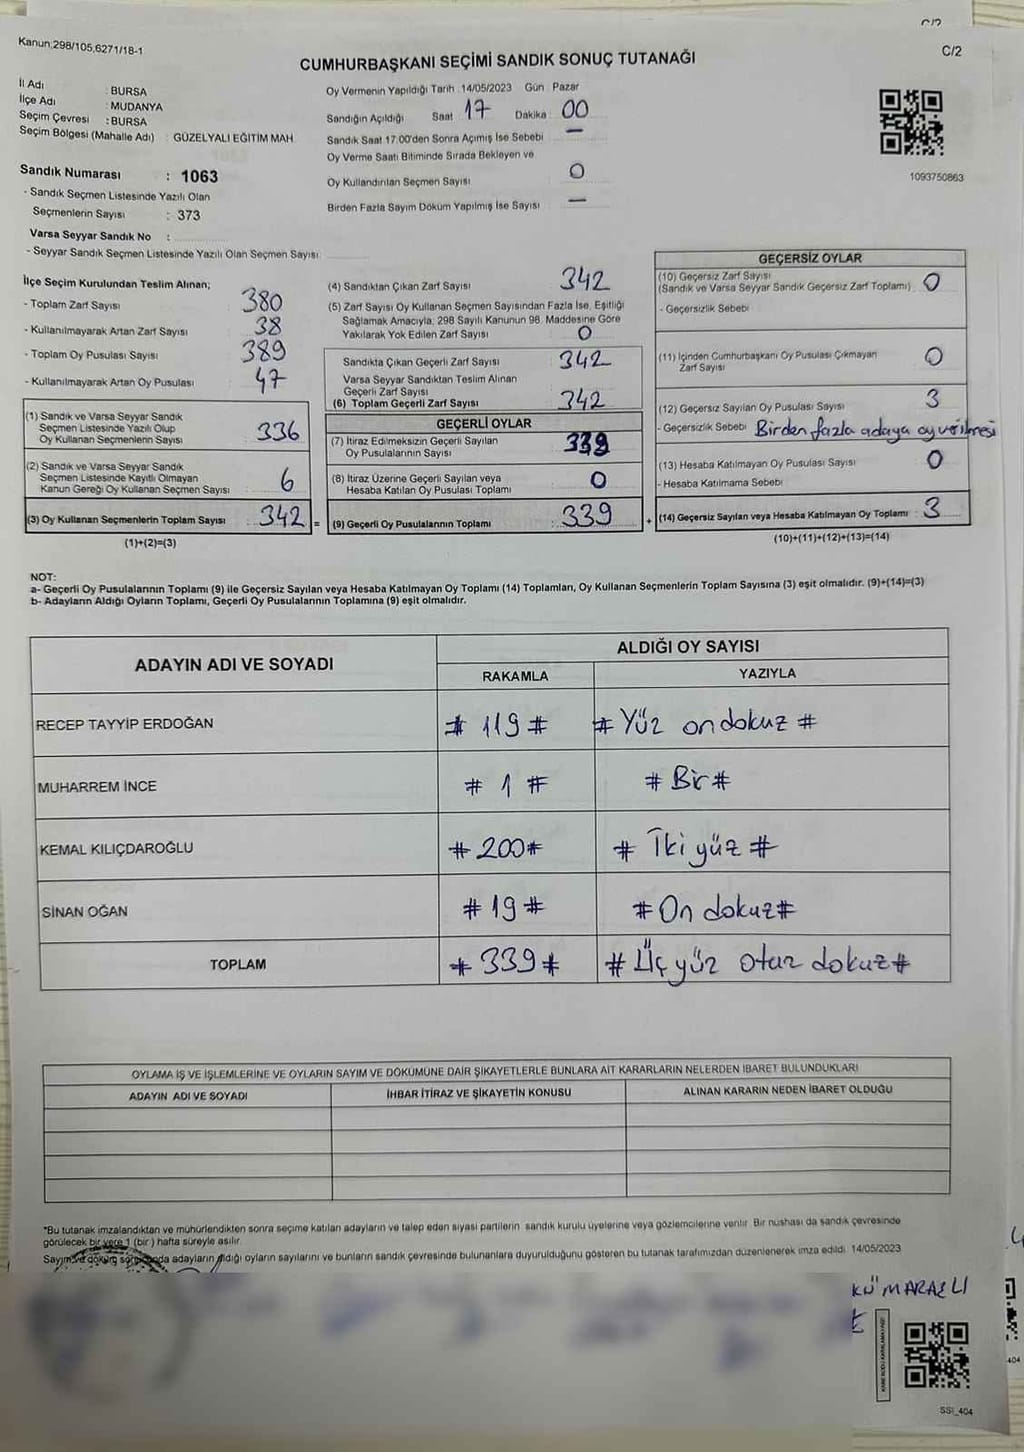 C/2
Kanun:298/105,6271/18-1
C/2
CUMHURBAŞKANI SEÇİMİ SANDIK SONUÇ TUTANAĞI
İl Adı : BURSA
İlçe Adı : MUDANYA
Seçim Çevresi : BURSA
Seçim Bölgesi (Mahalle Adı) : GÜZELYALI EĞİTİM MAH
Sandık Numarası : 1063
- Sandık Seçmen Listesinde Yazılı Olan
Seçmenlerin Sayısı : 373
Varsa Seyyar Sandık No :
- Seyyar Sandık Seçmen Listesinde Yazılı Olan Seçmen Sayısı
Oy Vermenin Yapıldığı Tarih : 14/05/2023 Gün : Pazar
Sandığın Açıldığı Saat 17 Dakika 00
Sandık Saat 17:00'den Sonra Açımış İse Sebebi —
Oy Verme Saati Bitiminde Sırada Bekleyen ve
Oy Kullandırılan Seçmen Sayısı 0
Birden Fazla Sayım Döküm Yapılmış İse Sayısı —
1093750863
İlçe Seçim Kurulundan Teslim Alınan;
- Toplam Zarf Sayısı 380
- Kullanılmayarak Artan Zarf Sayısı 38
- Toplam Oy Pusulası Sayısı 389
- Kullanılmayarak Artan Oy Pusulası 47
(1) Sandık ve Varsa Seyyar Sandık
Seçmen Listesinde Yazılı Olup
Oy Kullanan Seçmenlerin Sayısı 336
(2) Sandık ve Varsa Seyyar Sandık
Seçmen Listesinde Kayıtlı Olmayan
Kanun Gereği Oy Kullanan Seçmen Sayısı 6
(3) Oy Kullanan Seçmenlerin Toplam Sayısı 342 =
(1)+(2)=(3)
(4) Sandıktan Çıkan Zarf Sayısı 342
(5) Zarf Sayısı Oy Kullanan Seçmen Sayısından Fazla İse, Eşitliği
Sağlamak Amacıyla, 298 Sayılı Kanunun 98. Maddesine Göre
Yakılarak Yok Edilen Zarf Sayısı 0
Sandıkta Çıkan Geçerli Zarf Sayısı 342
Varsa Seyyar Sandıktan Teslim Alınan
Geçerli Zarf Sayısı
(6) Toplam Geçerli Zarf Sayısı 342
GEÇERLİ OYLAR
(7) İtiraz Edilmeksizin Geçerli Sayılan
Oy Pusulalarının Sayısı 339
(8) İtiraz Üzerine Geçerli Sayılan veya
Hesaba Katılan Oy Pusulası Toplamı 0
(9) Geçerli Oy Pusulalarının Toplamı 339 +
GEÇERSİZ OYLAR
(10) Geçersiz Zarf Sayısı
(Sandık ve Varsa Seyyar Sandık Geçersiz Zarf Toplamı) 0
- Geçersizlik Sebebi
(11) İçinden Cumhurbaşkanı Oy Pusulası Çıkmayan
Zarf Sayısı 0
(12) Geçersiz Sayılan Oy Pusulası Sayısı 3
- Geçersizlik Sebebi Birden fazla adaya oy verilmesi
(13) Hesaba Katılmayan Oy Pusulası Sayısı 0
- Hesaba Katılmama Sebebi
(14) Geçersiz Sayılan veya Hesaba Katılmayan Oy Toplamı : 3
(10)+(11)+(12)+(13)=(14)
NOT:
a- Geçerli Oy Pusulalarının Toplamı (9) ile Geçersiz Sayılan veya Hesaba Katılmayan Oy Toplamı (14) Toplamları, Oy Kullanan Seçmenlerin Toplam Sayısına (3) eşit olmalıdır. (9)+(14)=(3)
b- Adayların Aldığı Oyların Toplamı, Geçerli Oy Pusulalarının Toplamına (9) eşit olmalıdır.
ADAYIN ADI VE SOYADI
ALDIĞI OY SAYISI
RAKAMLA YAZIYLA
RECEP TAYYİP ERDOĞAN # 119 # # Yüz on dokuz #
MUHARREM İNCE # 1 # # Bir #
KEMAL KILIÇDAROĞLU # 200 # # İki yüz #
SİNAN OĞAN # 19 # # On dokuz #
TOPLAM # 339 # # Üç yüz otuz dokuz #
OYLAMA İŞ VE İŞLEMLERİNE VE OYLARIN SAYIM VE DÖKÜMÜNE DAİR ŞİKAYETLERLE BUNLARA AİT KARARLARIN NELERDEN İBARET BULUNDUKLARI
ADAYIN ADI VE SOYADI İHBAR İTİRAZ VE ŞİKAYETİN KONUSU ALINAN KARARIN NEDEN İBARET OLDUĞU
*Bu tutanak imzalandıktan ve mühürlendikten sonra seçime katılan adayların ve talep eden siyasi partilerin sandık kurulu üyelerine veya gözlemcilerine verilir. Bir nüshası da sandık çevresinde
görülecek bir yere 1 (bir) hafta süreyle asılır.
Sayım ve döküm sonunda adayların aldığı oyların sayılarını ve bunların sandık çevresinde bulunanlara duyurulduğunu gösteren bu tutanak tarafımızdan düzenlenerek imza edildi. 14/05/2023
SSI_404
404